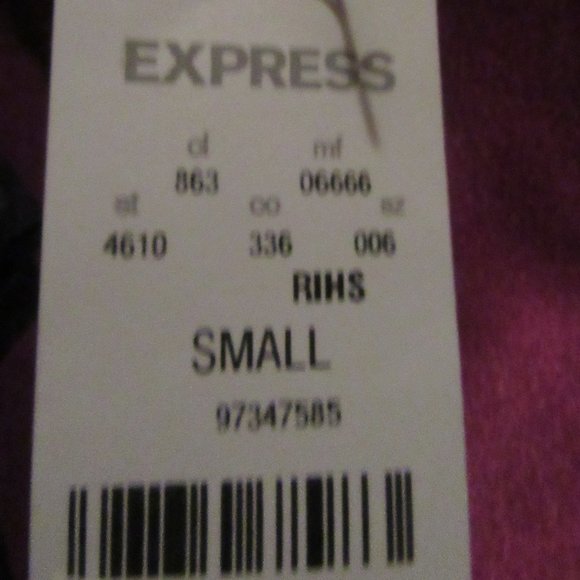 EXPRESS
cl mf
863 06666
st co sz
4610 336 006
RIHS
SMALL
97347585